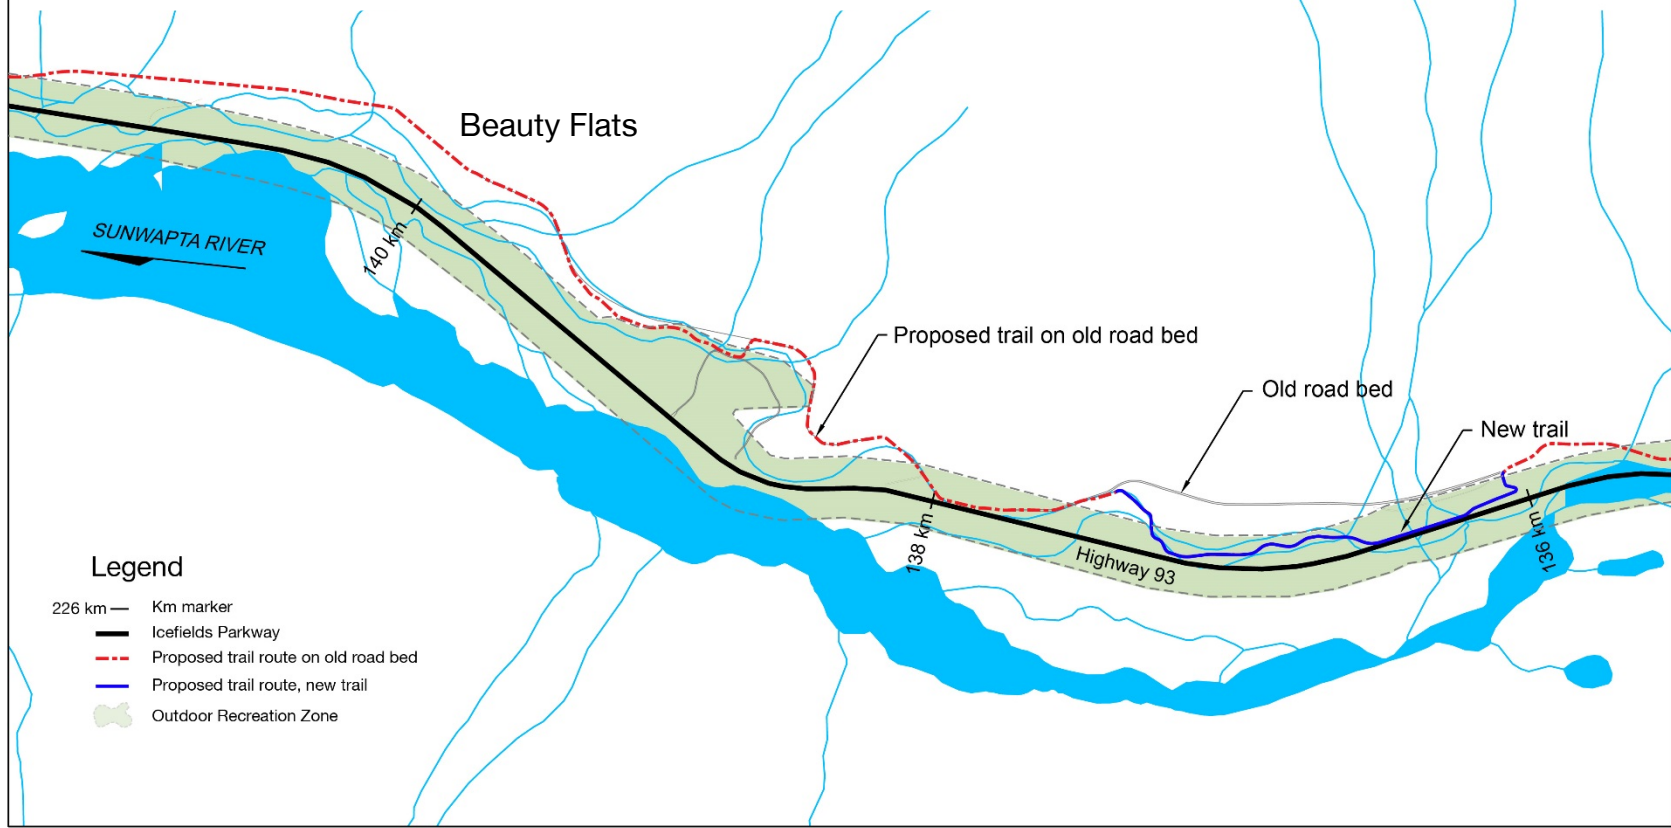 Beauty Flats
SUNWAPTA RIVER
140 km
Proposed trail on old road bed
Old road bed
New trail
138 km
Highway 93
136 km
Legend
226 km Km marker
Icefields Parkway
Proposed trail route on old road bed
Proposed trail route, new trail
Outdoor Recreation Zone